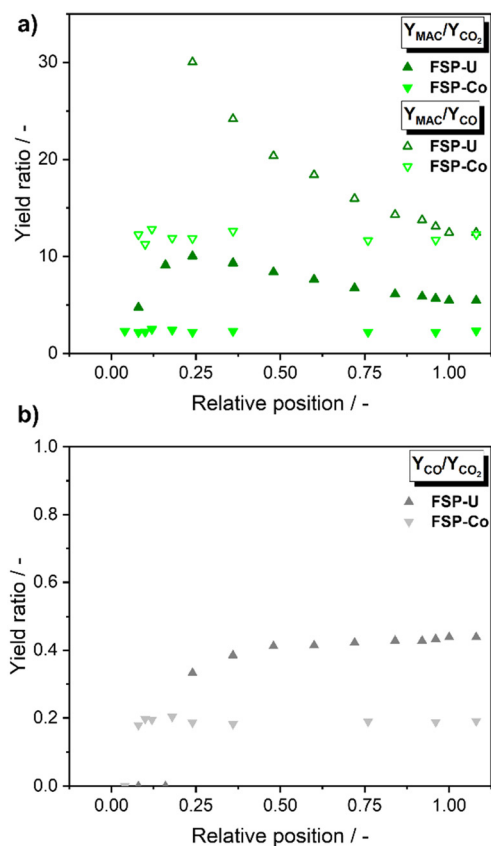 a)
Y_MAC/Y_CO₂
FSP-U
FSP-Co
Y_MAC/Y_CO
FSP-U
FSP-Co
30
20
10
0
Yield ratio / -
0.00 0.25 0.50 0.75 1.00
Relative position / -
b)
Y_CO/Y_CO₂
FSP-U
FSP-Co
1.0
0.8
0.6
0.4
0.2
0.0
Yield ratio / -
0.00 0.25 0.50 0.75 1.00
Relative position / -